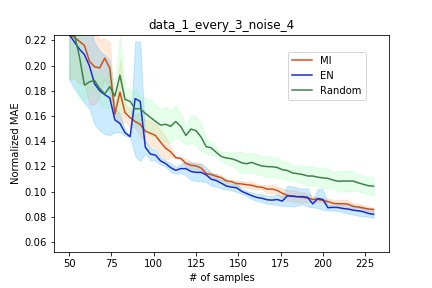 data_1_every_3_noise_4
0.22
0.20
0.18
0.16
0.14
0.12
0.10
0.08
0.06
Normalized MAE
MI
EN
Random
50 75 100 125 150 175 200 225
# of samples